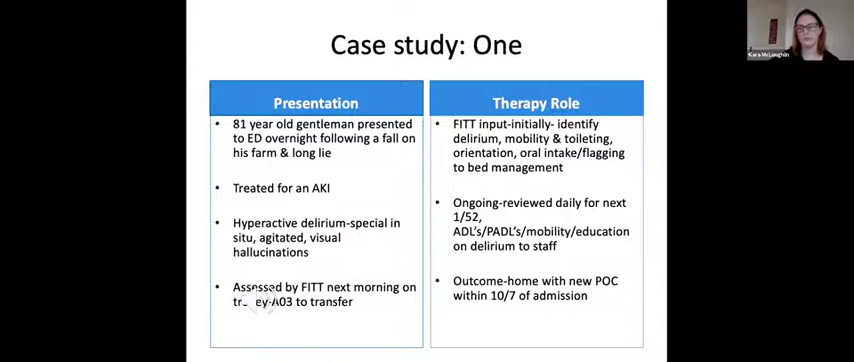 Case study: One
Presentation
81 year old gentleman presented
to ED overnight following a fall on
his farm & long lie
Treated for an AKI
Hyperactive delirium-special in
situ, agitated, visual
hallucinations
Assessed by FITT next morning on
A03 to transfer
Therapy Role
FITT input-initially- identify
delirium, mobility & toileting,
orientation, oral intake/flagging
to bed management
Ongoing-reviewed daily for next
1/52,
ADL's/PADL's/mobility/education
on delirium to staff
Outcome-home with new POC
within 10/7 of admission
Kara McLoughlin